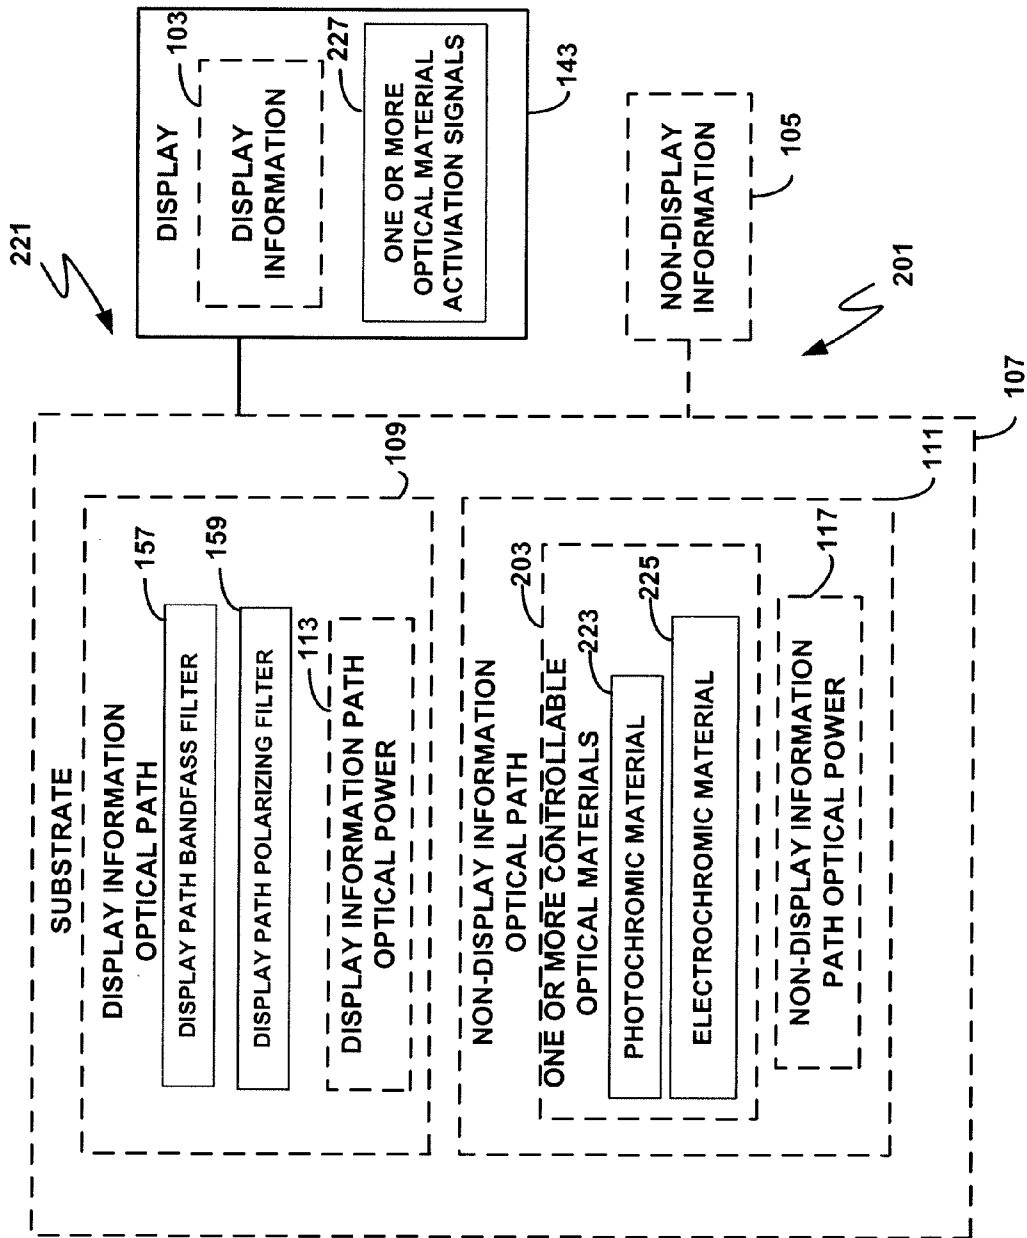 221
SUBSTRATE
DISPLAY INFORMATION
OPTICAL PATH
109
157
DISPLAY PATH BANDFASS FILTER
159
DISPLAY PATH POLARIZING FILTER
113
DISPLAY INFORMATION PATH
OPTICAL POWER
NON-DISPLAY INFORMATION
OPTICAL PATH
111
203
ONE OR MORE CONTROLLABLE
OPTICAL MATERIALS
223
PHOTOCHROMIC MATERIAL
225
ELECTROCHROMIC MATERIAL
117
NON-DISPLAY INFORMATION
PATH OPTICAL POWER
107
DISPLAY
103
DISPLAY
INFORMATION
227
ONE OR MORE
OPTICAL MATERIAL
ACTIVIATION SIGNALS
143
NON-DISPLAY
INFORMATION
105
201